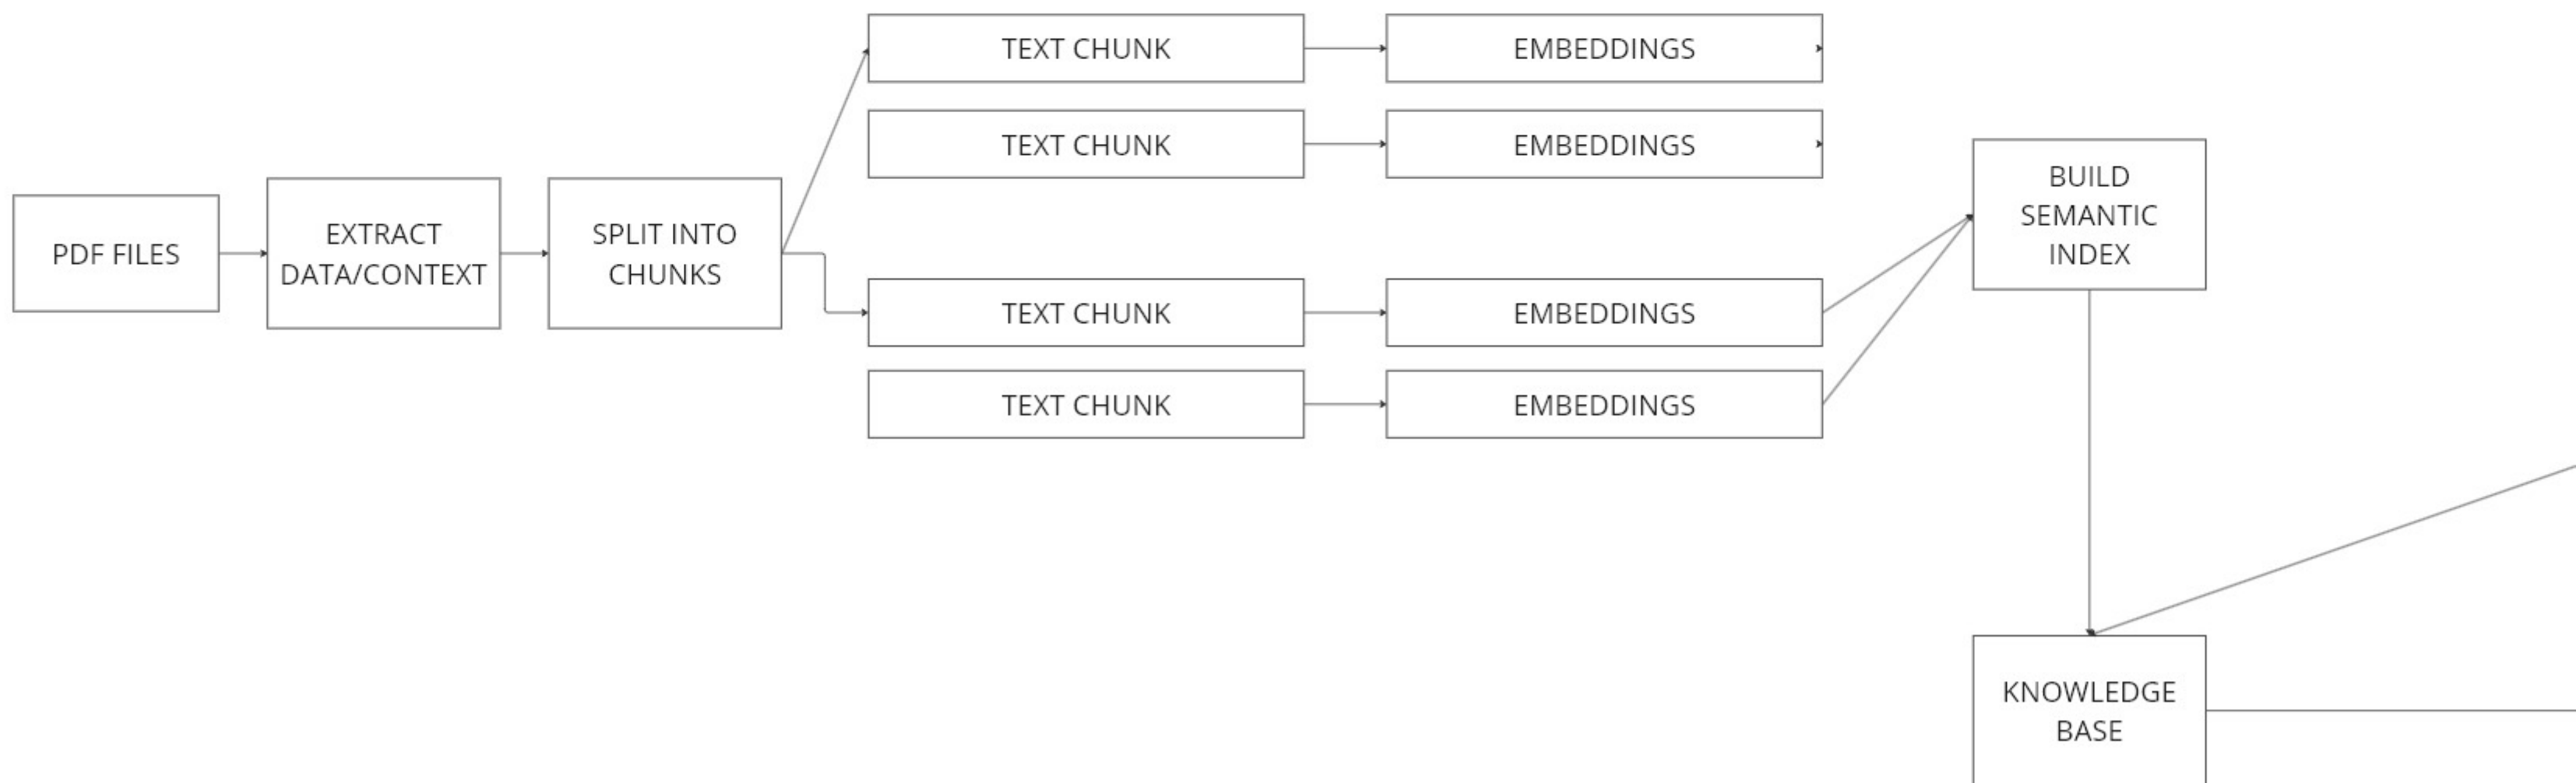 PDF FILES
EXTRACT
DATA/CONTEXT
SPLIT INTO
CHUNKS
TEXT CHUNK
EMBEDDINGS
TEXT CHUNK
EMBEDDINGS
TEXT CHUNK
EMBEDDINGS
TEXT CHUNK
EMBEDDINGS
BUILD
SEMANTIC
INDEX
KNOWLEDGE
BASE